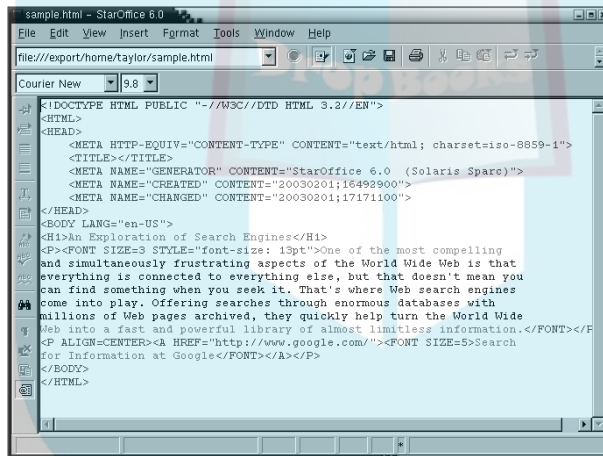 sample.html - StarOffice 6.0
File Edit View Insert Format Tools Window Help
file:///export/home/taylor/sample.html
Drop Books
Courier New 9.8
<!DOCTYPE HTML PUBLIC "-//W3C//DTD HTML 3.2//EN">
<HTML>
<HEAD>
<META HTTP-EQUIV="CONTENT-TYPE" CONTENT="text/html; charset=iso-8859-1">
<TITLE></TITLE>
<META NAME="GENERATOR" CONTENT="StarOffice 6.0 (Solaris Sparc)">
<META NAME="CREATED" CONTENT="20030201;16492900">
<META NAME="CHANGED" CONTENT="20030201;17171100">
</HEAD>
<BODY LANG="en-US">
<H1>An Exploration of Search Engines</H1>
<P><FONT SIZE=3 STYLE="font-size: 13pt">One of the most compelling
and simultaneously frustrating aspects of the World Wide Web is that
everything is connected to everything else, but that doesn't mean you
can find something when you seek it. That's where Web search engines
come into play. Offering searches through enormous databases with
millions of Web pages archived, they quickly help turn the World Wide
Web into a fast and powerful library of almost limitless information.</FONT></P
<P ALIGN=CENTER><A HREF="http://www.google.com/"><FONT SIZE=5>Search
for Information at Google</FONT></A></P>
</BODY>
</HTML>
*